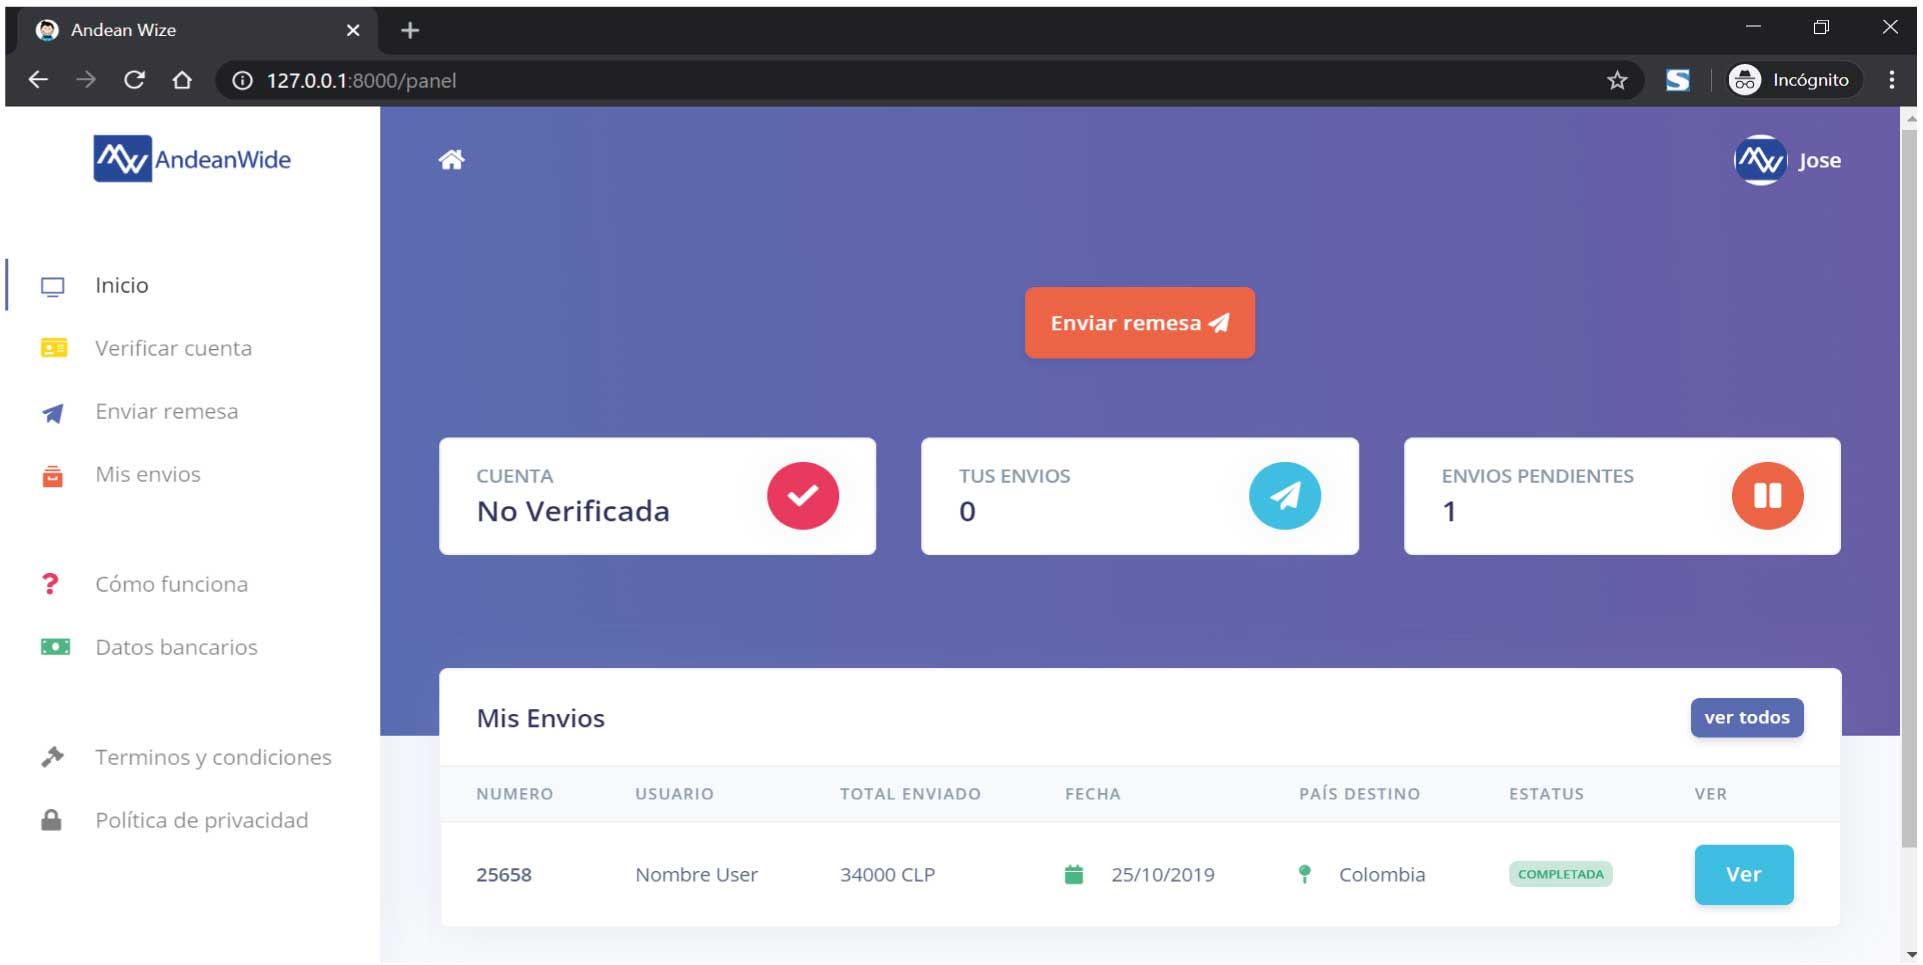 Andean Wize
127.0.0.1:8000/panel
Incógnito
AndeanWide
Jose
Inicio
Verificar cuenta
Enviar remesa
Mis envios
Cómo funciona
Datos bancarios
Terminos y condiciones
Política de privacidad
Enviar remesa
CUENTA
No Verificada
TUS ENVIOS
0
ENVIOS PENDIENTES
1
Mis Envios
ver todos
NUMERO USUARIO TOTAL ENVIADO FECHA PAÍS DESTINO ESTATUS VER
25658 Nombre User 34000 CLP 25/10/2019 Colombia COMPLETADA Ver